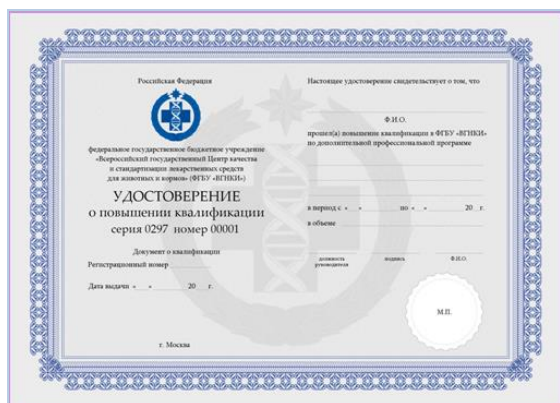 Российская Федерация
федеральное государственное бюджетное учреждение
«Всероссийский государственный Центр качества
и стандартизации лекарственных средств
для животных и кормов» (ФГБУ «ВГНКИ»)
УДОСТОВЕРЕНИЕ
о повышении квалификации
серия 0297 номер 00001
Документ о квалификации
Регистрационный номер
Дата выдачи « » 20 г.
г. Москва
Настоящее удостоверение свидетельствует о том, что
Ф.И.О.
прошел(а) повышение квалификации в ФГБУ «ВГНКИ»
по дополнительной профессиональной программе
в период с « » по « » 20 г.
в объеме
должность подпись Ф.И.О.
руководителя
М.П.